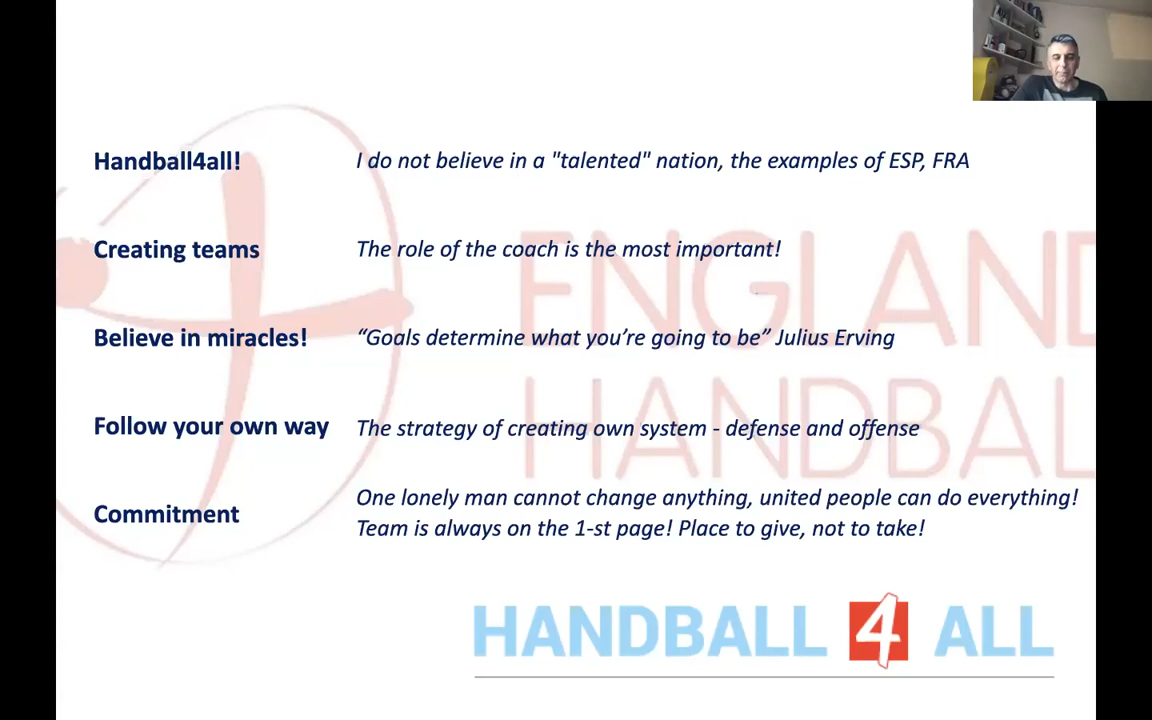 Handball4all! I do not believe in a "talented" nation, the examples of ESP, FRA
Creating teams The role of the coach is the most important!
Believe in miracles! “Goals determine what you’re going to be” Julius Erving
Follow your own way The strategy of creating own system - defense and offense
Commitment One lonely man cannot change anything, united people can do everything!
Team is always on the 1-st page! Place to give, not to take!
ENGLAND
HANDBAL
HANDBALL 4 ALL